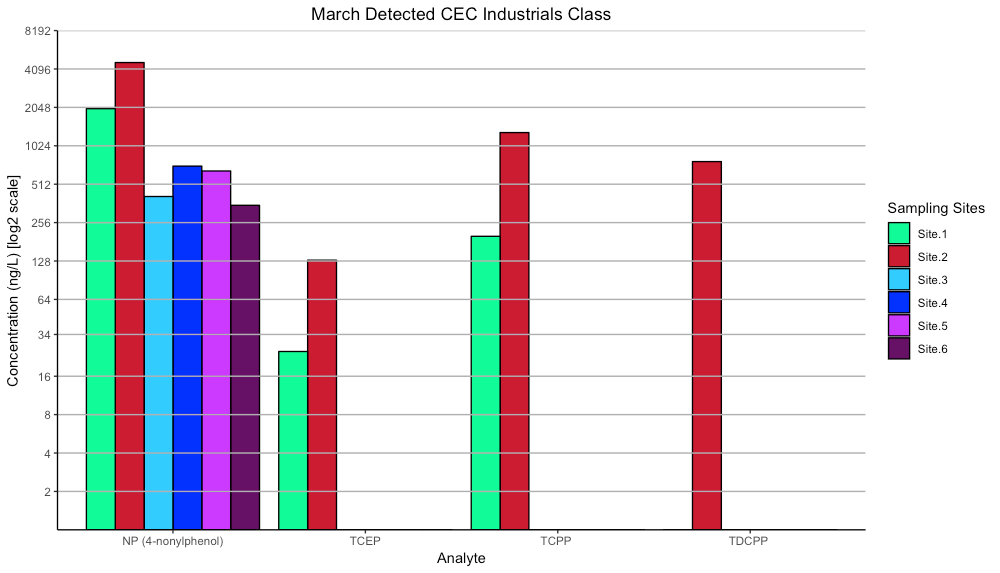 March Detected CEC Industrials Class
8192
4096
2048
1024
512
256
128
64
34
16
8
4
2
Concentration (ng/L) [log2 scale]
NP (4-nonylphenol)
TCEP
TCPP
TDCPP
Analyte
Sampling Sites
Site.1
Site.2
Site.3
Site.4
Site.5
Site.6